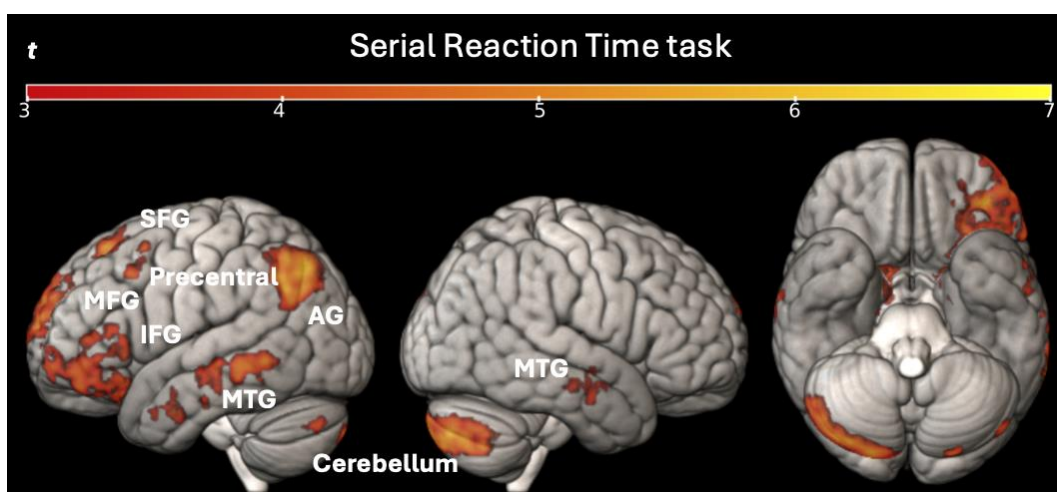 t
Serial Reaction Time task
3 4 5 6 7
SFG
Precentral
MFG
AG
IFG
MTG
MTG
Cerebellum